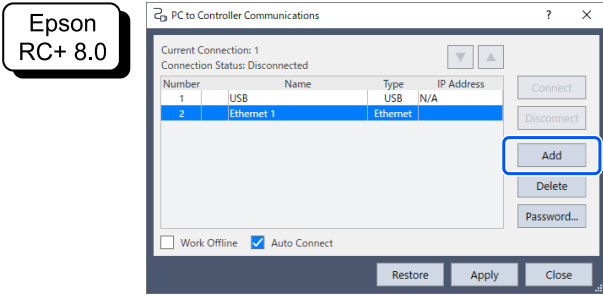 Epson
RC+ 8.0
PC to Controller Communications
? ×
Current Connection: 1
Connection Status: Disconnected
Number Name Type IP Address
1 USB USB N/A
2 Ethernet 1 Ethernet
Connect
Disconnect
Add
Delete
Password...
Work Offline Auto Connect
Restore Apply Close